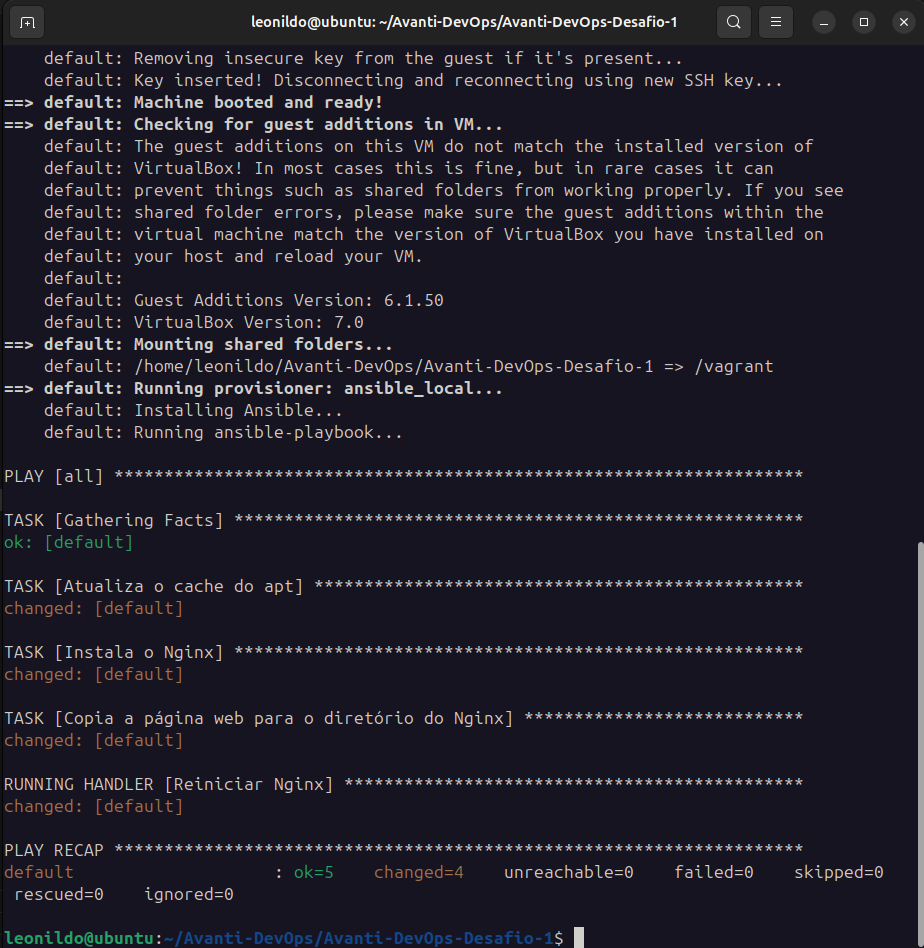 leonildo@ubuntu: ~/Avanti-DevOps/Avanti-DevOps-Desafio-1
    default: Removing insecure key from the guest if it's present...
    default: Key inserted! Disconnecting and reconnecting using new SSH key...
==> default: Machine booted and ready!
==> default: Checking for guest additions in VM...
    default: The guest additions on this VM do not match the installed version of
    default: VirtualBox! In most cases this is fine, but in rare cases it can
    default: prevent things such as shared folders from working properly. If you see
    default: shared folder errors, please make sure the guest additions within the
    default: virtual machine match the version of VirtualBox you have installed on
    default: your host and reload your VM.
    default:
    default: Guest Additions Version: 6.1.50
    default: VirtualBox Version: 7.0
==> default: Mounting shared folders...
    default: /home/leonildo/Avanti-DevOps/Avanti-DevOps-Desafio-1 => /vagrant
==> default: Running provisioner: ansible_local...
    default: Installing Ansible...
    default: Running ansible-playbook...
PLAY [all] *********************************************************************
TASK [Gathering Facts] *********************************************************
ok: [default]
TASK [Atualiza o cache do apt] *************************************************
changed: [default]
TASK [Instala o Nginx] *********************************************************
changed: [default]
TASK [Copia a página web para o diretório do Nginx] ****************************
changed: [default]
RUNNING HANDLER [Reiniciar Nginx] **********************************************
changed: [default]
PLAY RECAP *********************************************************************
default                    : ok=5    changed=4    unreachable=0    failed=0    skipped=0
 rescued=0    ignored=0
leonildo@ubuntu:~/Avanti-DevOps/Avanti-DevOps-Desafio-1$